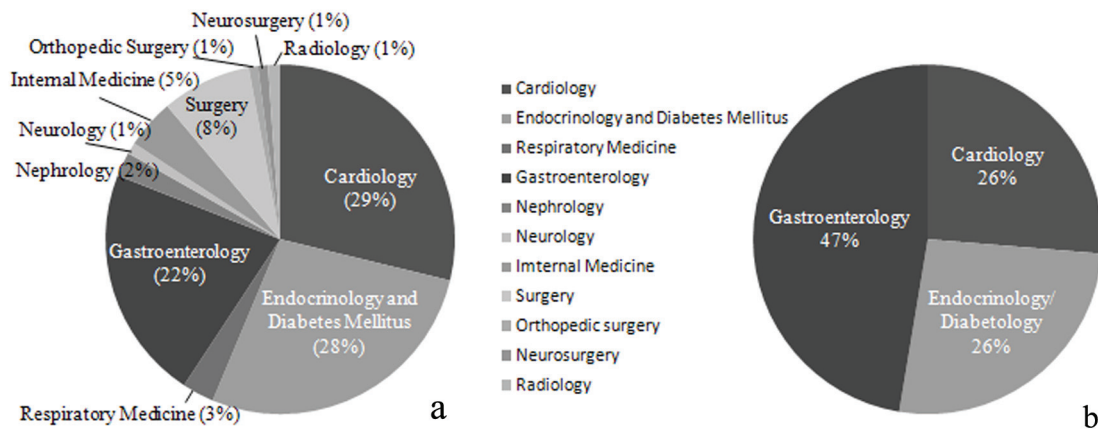 Neurosurgery (1%)
Orthopedic Surgery (1%)
Radiology (1%)
Internal Medicine (5%)
Surgery
(8%)
Neurology (1%)
Nephrology (2%)
Cardiology
(29%)
Gastroenterology
(22%)
Endocrinology and
Diabetes Mellitus
(28%)
Respiratory Medicine (3%)
a
Cardiology
Endocrinology and Diabetes Mellitus
Respiratory Medicine
Gastroenterology
Nephrology
Neurology
Imternal Medicine
Surgery
Orthopedic surgery
Neurosurgery
Radiology
Cardiology
26%
Gastroenterology
47%
Endocrinology/
Diabetology
26%
b